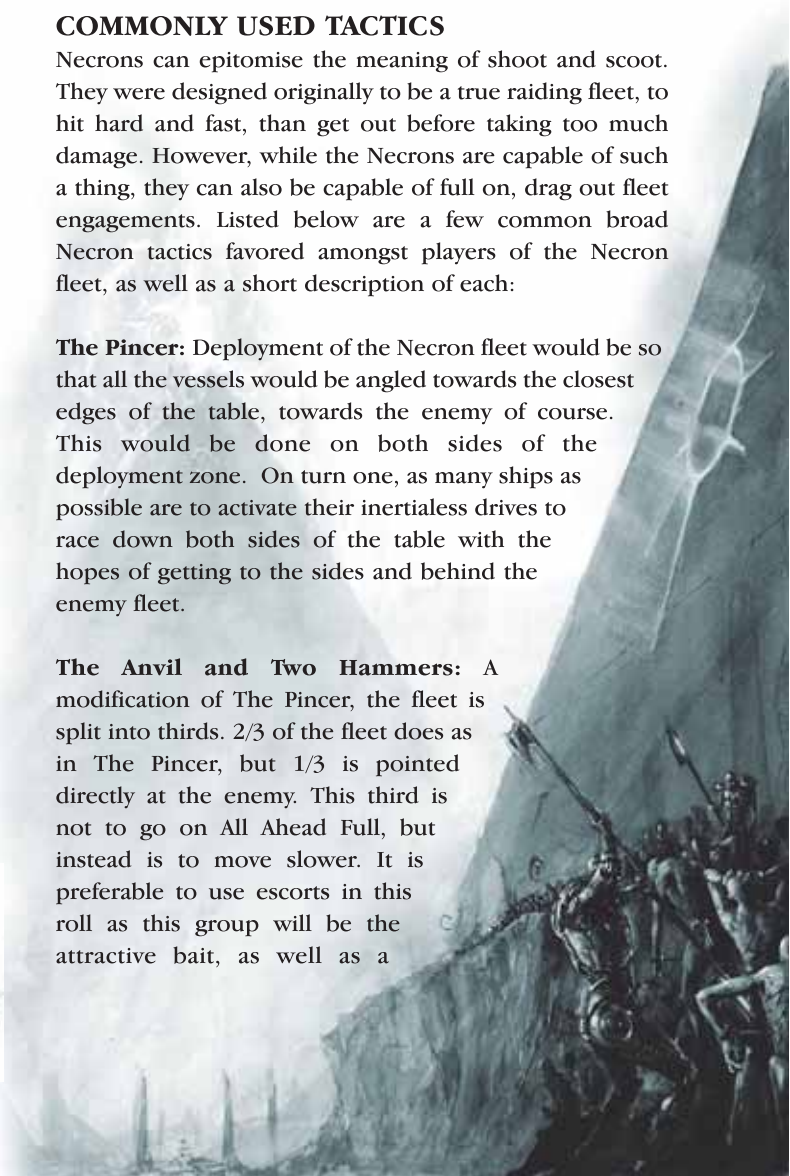 COMMONLY USED TACTICS
Necrons can epitomise the meaning of shoot and scoot.
They were designed originally to be a true raiding fleet, to
hit hard and fast, than get out before taking too much
damage. However, while the Necrons are capable of such
a thing, they can also be capable of full on, drag out fleet
engagements. Listed below are a few common broad
Necron tactics favored amongst players of the Necron
fleet, as well as a short description of each:
The Pincer: Deployment of the Necron fleet would be so
that all the vessels would be angled towards the closest
edges of the table, towards the enemy of course.
This would be done on both sides of the
deployment zone. On turn one, as many ships as
possible are to activate their inertialess drives to
race down both sides of the table with the
hopes of getting to the sides and behind the
enemy fleet.
The Anvil and Two Hammers: A
modification of The Pincer, the fleet is
split into thirds. 2/3 of the fleet does as
in The Pincer, but 1/3 is pointed
directly at the enemy. This third is
not to go on All Ahead Full, but
instead is to move slower. It is
preferable to use escorts in this
roll as this group will be the
attractive bait, as well as a